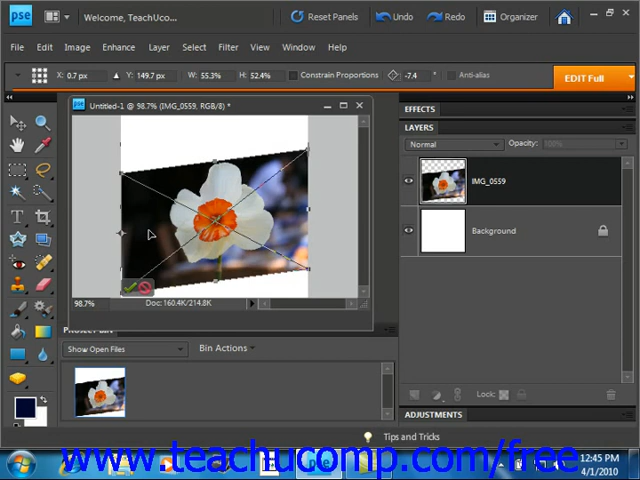 pse
Welcome, TeachUco...
Reset Panels
Undo
Redo
Organizer
File Edit Image Enhance Layer Select Filter View Window Help
X: 0.7 px Y: 149.7 px W: 55.3% H: 52.4% Constrain Proportions -7.4 Anti-alias
EDIT Full
Untitled-1 @ 98.7% (IMG_0559, RGB/8) *
98.7% Doc: 160.4K/214.8K
EFFECTS
LAYERS
Normal Opacity: 100%
IMG_0559
Background
Lock:
PROJECT BIN
Show Open Files Bin Actions
ADJUSTMENTS
Tips and Tricks
www.teachucomp.com/free
pse
12:45 PM
4/1/2010